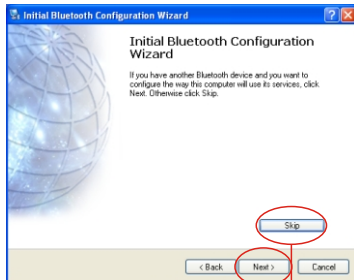 Initial Bluetooth Configuration Wizard
Initial Bluetooth Configuration
Wizard
If you have another Bluetooth device and you want to
configure the way this computer will use its services, click
Next. Otherwise click Skip.
Skip
< Back Next > Cancel